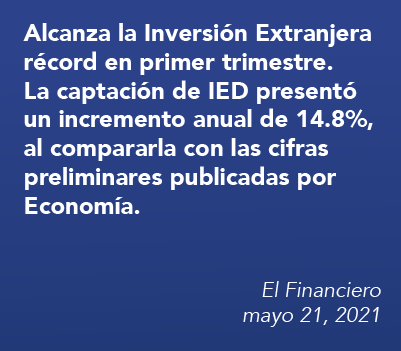 Alcanza la Inversión Extranjera
récord en primer trimestre.
La captación de IED presentó
un incremento anual de 14.8%,
al compararla con las cifras
preliminares publicadas por
Economía.
El Financiero
mayo 21, 2021